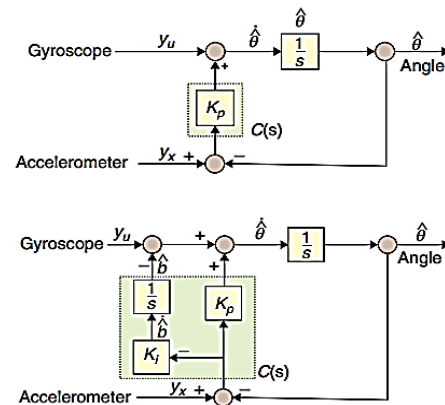 θ̂
Gyroscope y_u θ̂̇ 1/s θ̂
Angle
+
K_p
C(s)
Accelerometer y_x + −
Gyroscope y_u + θ̂̇ 1/s θ̂
Angle
− b̂ +
1/s K_p
b̂̇
K_I −
C(s)
Accelerometer y_x + −